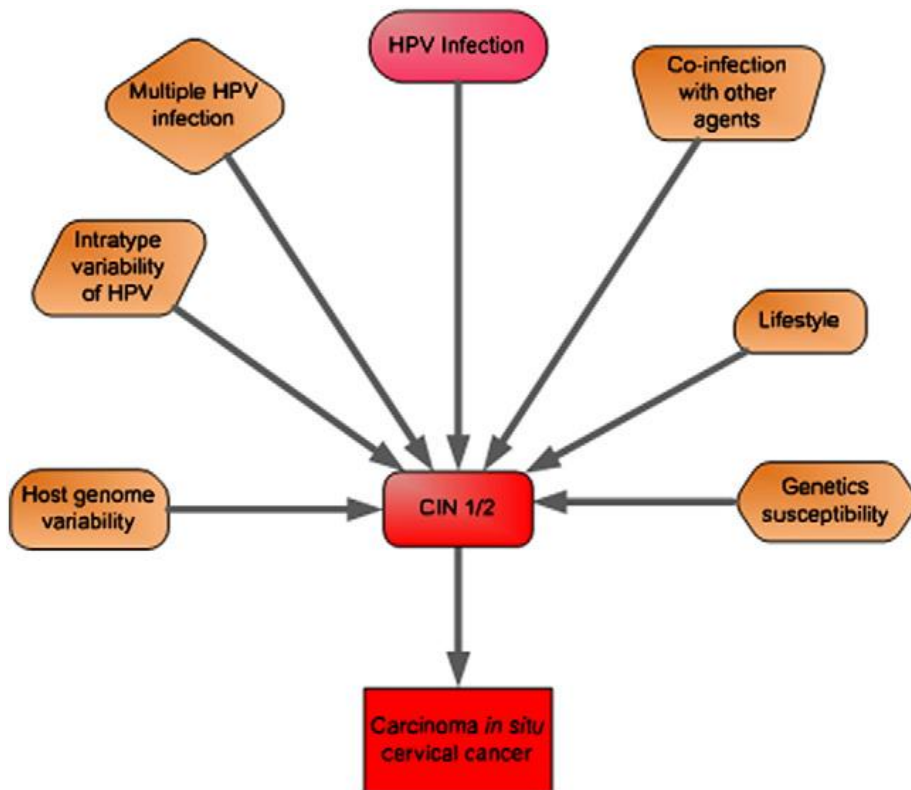 HPV Infection
Multiple HPV
infection
Co-infection
with other
agents
Intratype
variability
of HPV
Lifestyle
Host genome
variability
CIN 1/2
Genetics
susceptibility
Carcinoma in situ
cervical cancer